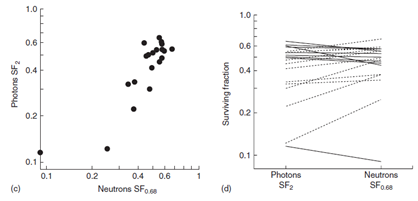 1.0
0.6
0.4
0.2
0.1
Photons SF2
0.1
0.2
0.4
0.6
1
Neutrons SF0.68
(c)
1.0
0.6
0.4
0.2
0.1
Surviving fraction
Photons
SF2
Neutrons
SF0.68
(d)